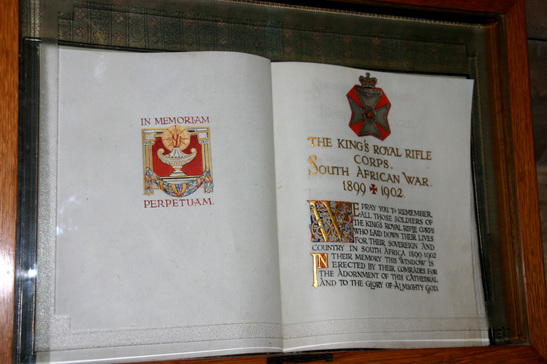 IN MEMORIAM
PERPETUAM.
THE KING'S ROYAL RIFLE
CORPS.
SOUTH AFRICAN WAR.
1899 ✠ 1902.
WE PRAY YOU TO REMEMBER
ALL THOSE SOLDIERS OF
THE KING'S ROYAL RIFLE CORPS
WHO LAID DOWN THEIR LIVES
FOR THEIR SOVEREIGN AND
COUNTRY IN SOUTH AFRICA 1899-1902
IN THEIR MEMORY THIS WINDOW IS
ERECTED BY THEIR COMRADES FOR
THE ADORNMENT OF THIS CATHEDRAL
AND TO THE GLORY OF ALMIGHTY GOD.